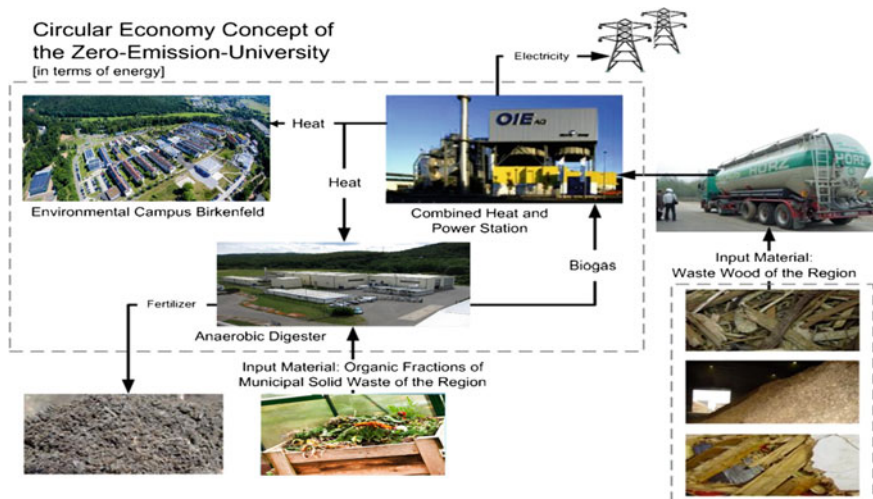 Circular Economy Concept of
the Zero-Emission-University
[in terms of energy]
Electricity
Heat
OIE AG
HÖRZ
HÖRZ
Environmental Campus Birkenfeld
Heat
Combined Heat and
Power Station
Biogas
Input Material:
Waste Wood of the Region
Fertilizer
Anaerobic Digester
Input Material: Organic Fractions of
Municipal Solid Waste of the Region